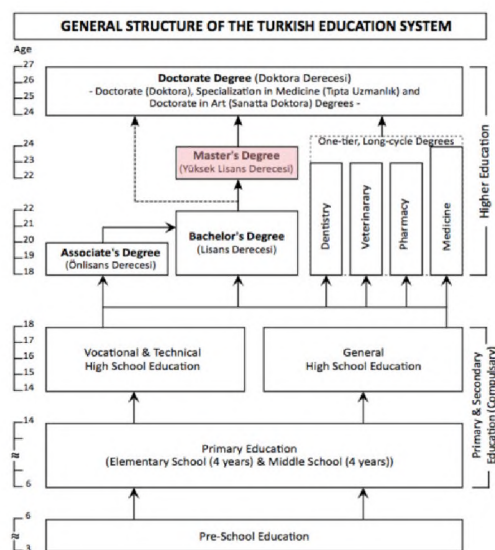 GENERAL STRUCTURE OF THE TURKISH EDUCATION SYSTEM
Age
27
26
25
24
Doctorate Degree (Doktora Derecesi)
- Doctorate (Doktora), Specialization in Medicine (Tıpta Uzmanlık) and
Doctorate in Art (Sanatta Doktora) Degrees -
24
23
22
Master's Degree
(Yüksek Lisans Derecesi)
One-tier, Long-cycle Degrees
Dentistry
Veterinarary
Pharmacy
Medicine
Higher Education
22
21
20
19
18
Bachelor's Degree
(Lisans Derecesi)
Associate's Degree
(Önlisans Derecesi)
18
17
16
15
14
Vocational & Technical
High School Education
General
High School Education
Primary & Secondary
Education (Compulsary)
14
6
Primary Education
(Elementary School (4 years) & Middle School (4 years))
6
3
Pre-School Education